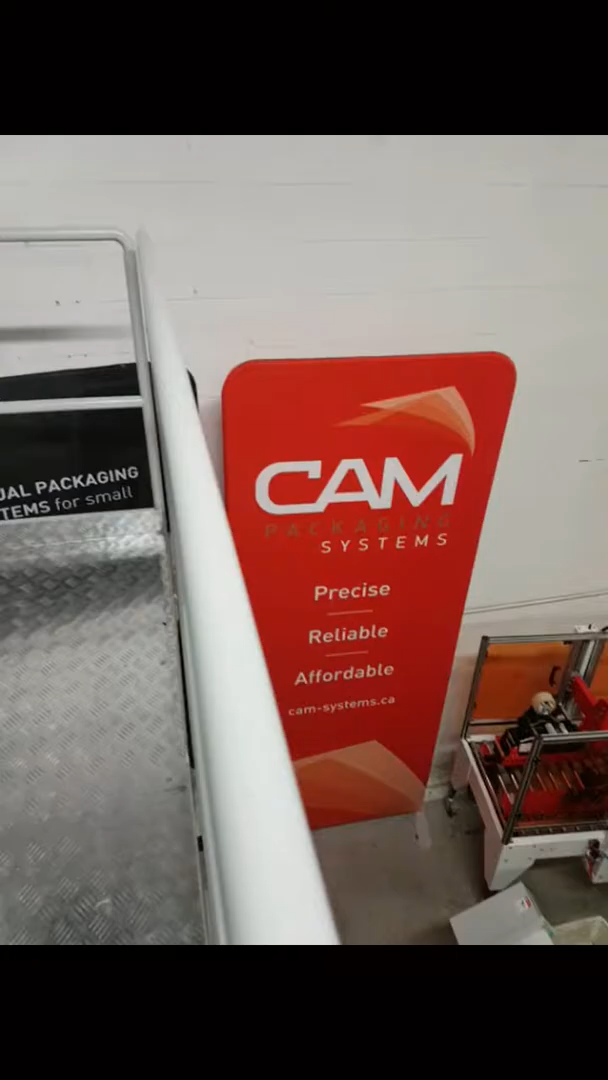 CAM
PACKAGING
SYSTEMS
Precise
Reliable
Affordable
cam-systems.ca
UAL PACKAGING
TEMS for small